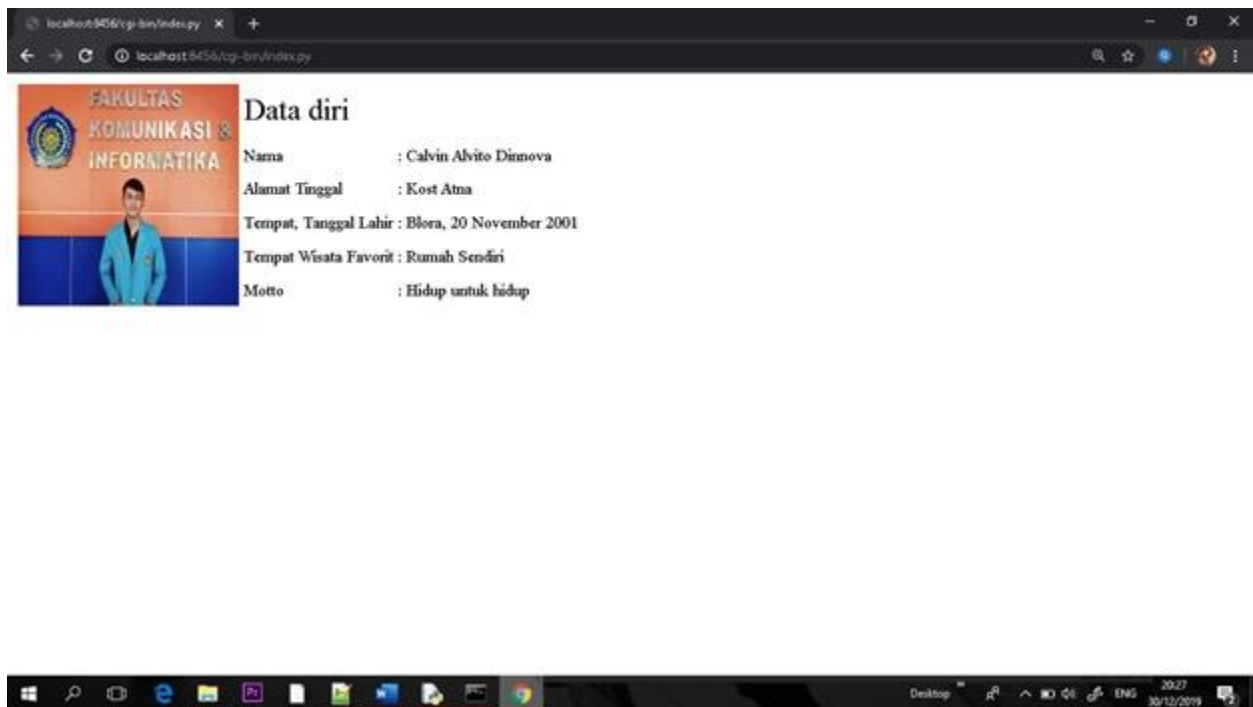 localhost:8456/cgi-bin/index.py
localhost:8456/cgi-bin/index.py
FAKULTAS
KOMUNIKASI &
INFORMATIKA
Data diri
Nama : Calvin Alvito Dinnova
Alamat Tinggal : Kost Atna
Tempat, Tanggal Lahir : Blora, 20 November 2001
Tempat Wisata Favorit : Rumah Sendiri
Motto : Hidup untuk hidup
Desktop
ENG
20:27
30/12/2019